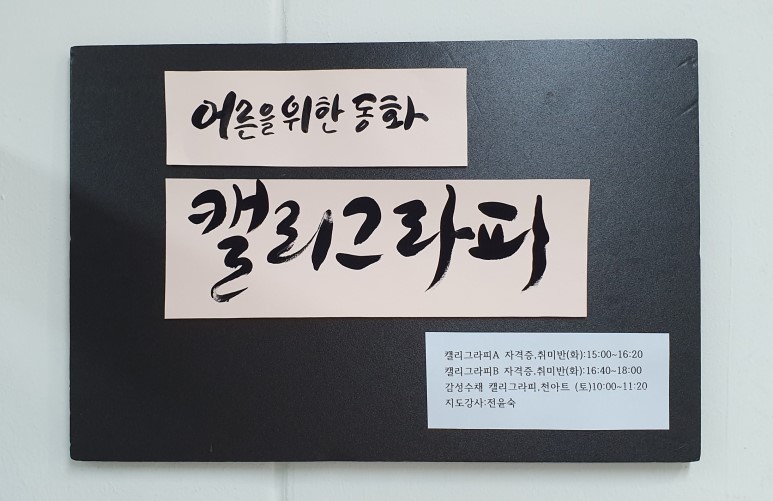 어른을위한 동화
캘리그라피
캘리그라피A 자격증.취미반(화):15:00~16:20
캘리그라피B 자격증.취미반(화):16:40~18:00
감성수채 캘리그라피.천아트 (토)10:00~11:20
지도강사:전윤숙